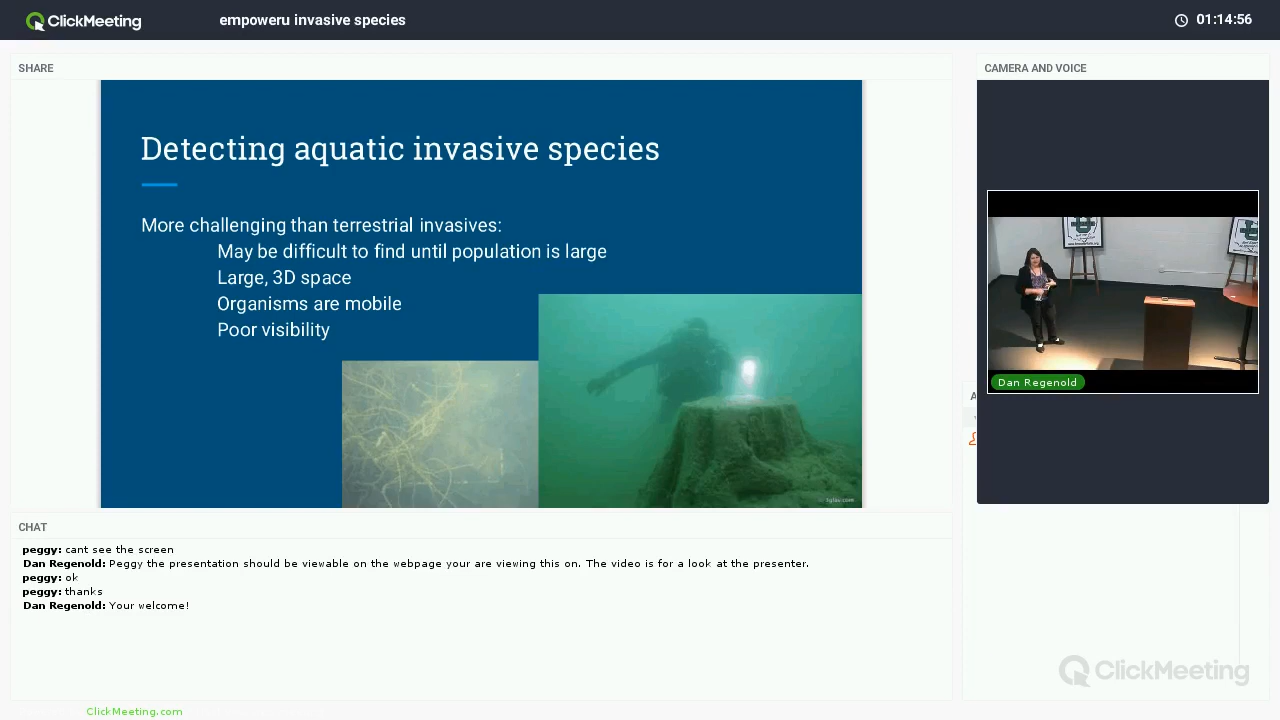 ClickMeeting
empoweru invasive species
01:14:56
SHARE
Detecting aquatic invasive species
More challenging than terrestrial invasives:
May be difficult to find until population is large
Large, 3D space
Organisms are mobile
Poor visibility
CAMERA AND VOICE
Dan Regenold
A
CHAT
peggy: cant see the screen
Dan Regenold: Peggy the presentation should be viewable on the webpage your are viewing this on. The video is for a look at the presenter.
peggy: ok
peggy: thanks
Dan Regenold: Your welcome!
ClickMeeting
ClickMeeting.com